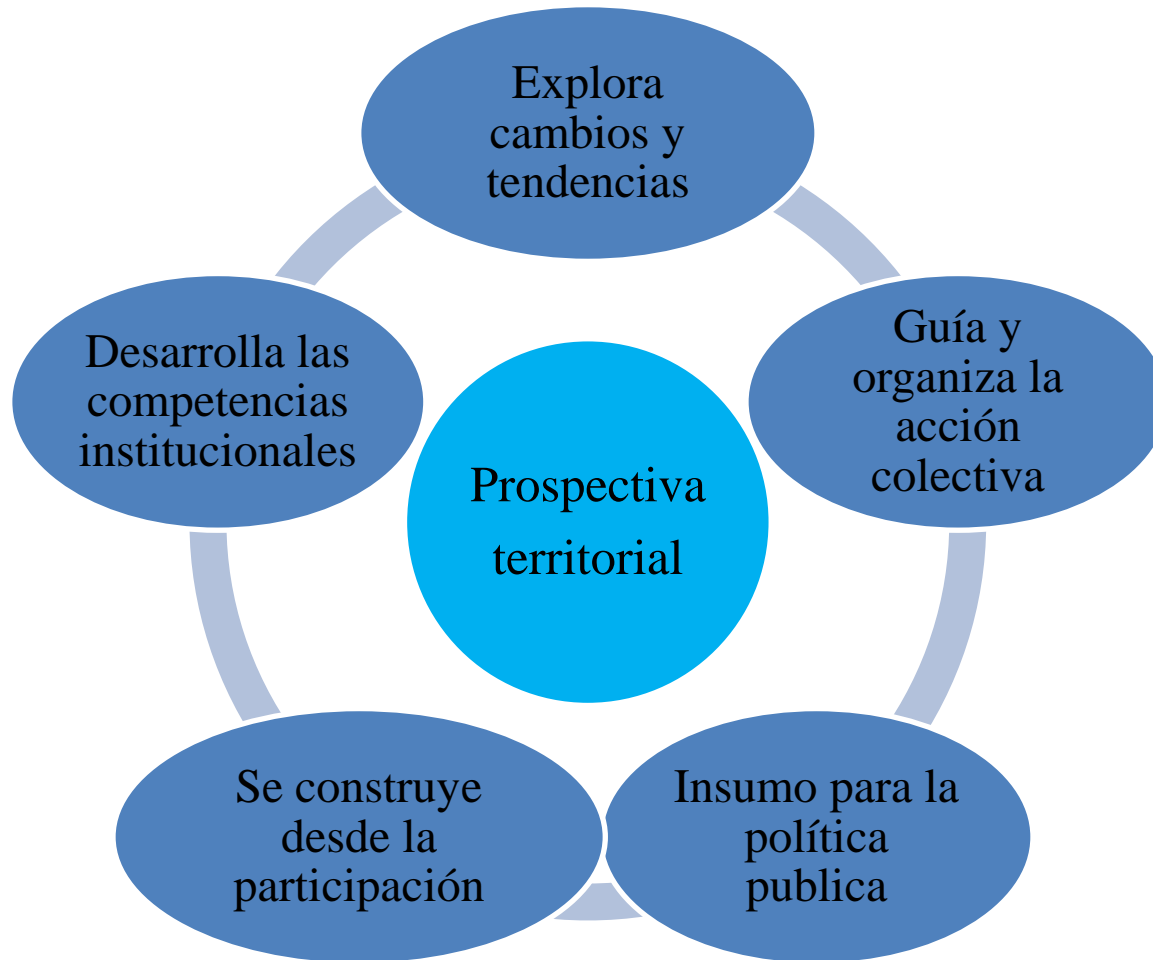 Explora
cambios y
tendencias
Guía y
organiza la
acción
colectiva
Insumo para la
política
publica
Se construye
desde la
participación
Desarrolla las
competencias
institucionales
Prospectiva
territorial